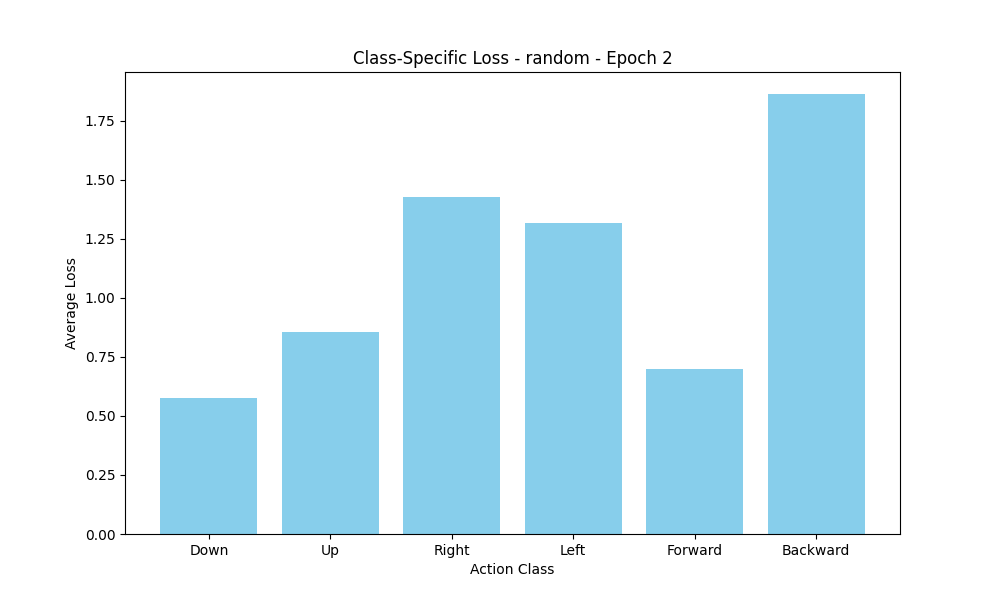 Class-Specific Loss - random - Epoch 2
Average Loss
1.75
1.50
1.25
1.00
0.75
0.50
0.25
0.00
Down Up Right Left Forward Backward
Action Class